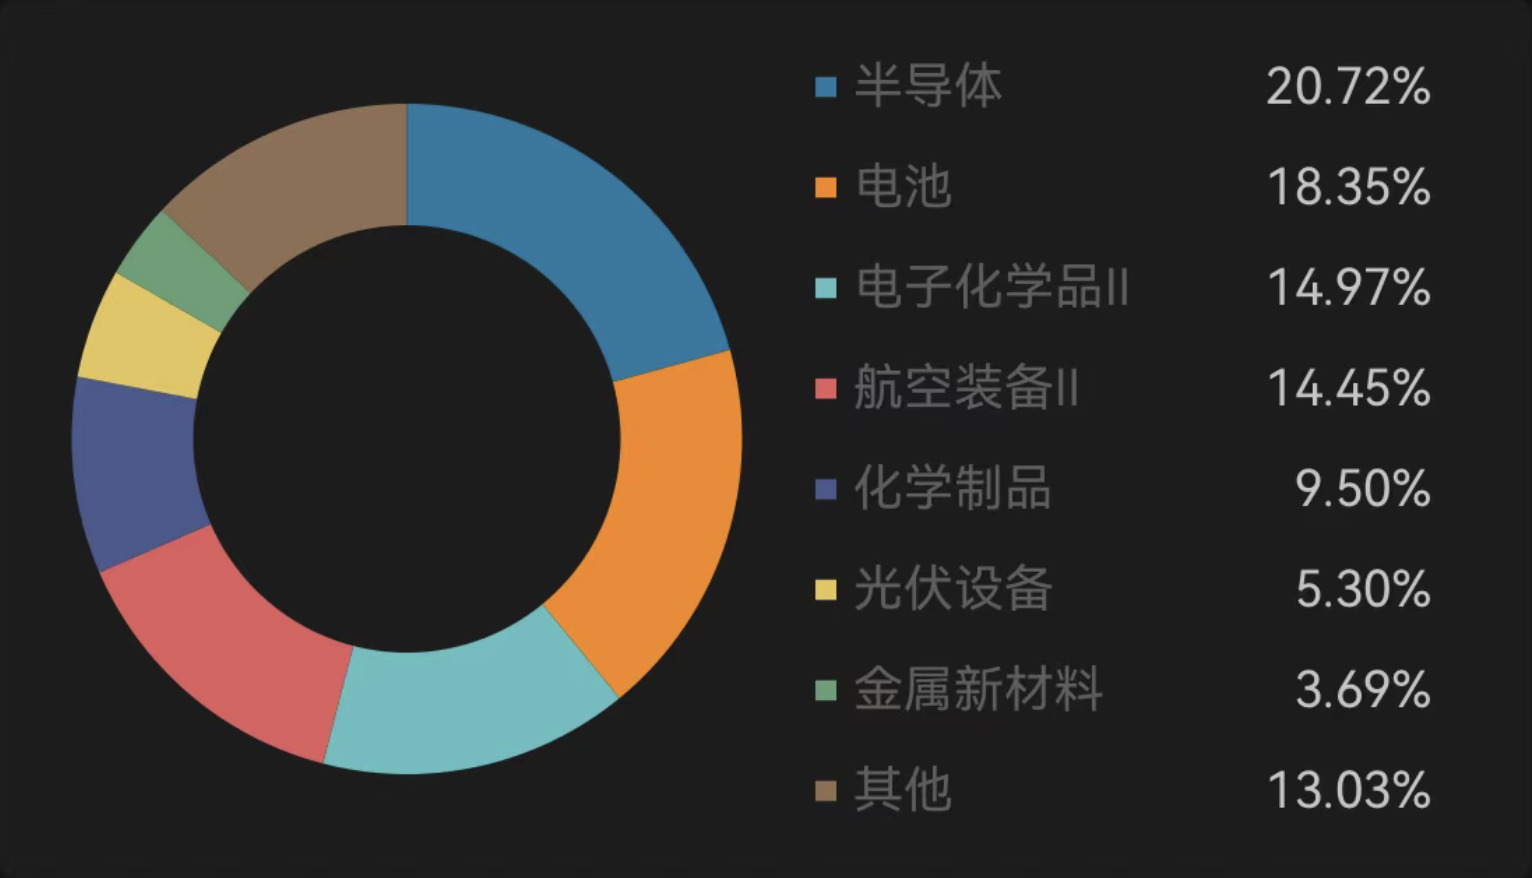 半导体 20.72%
电池 18.35%
电子化学品II 14.97%
航空装备II 14.45%
化学制品 9.50%
光伏设备 5.30%
金属新材料 3.69%
其他 13.03%